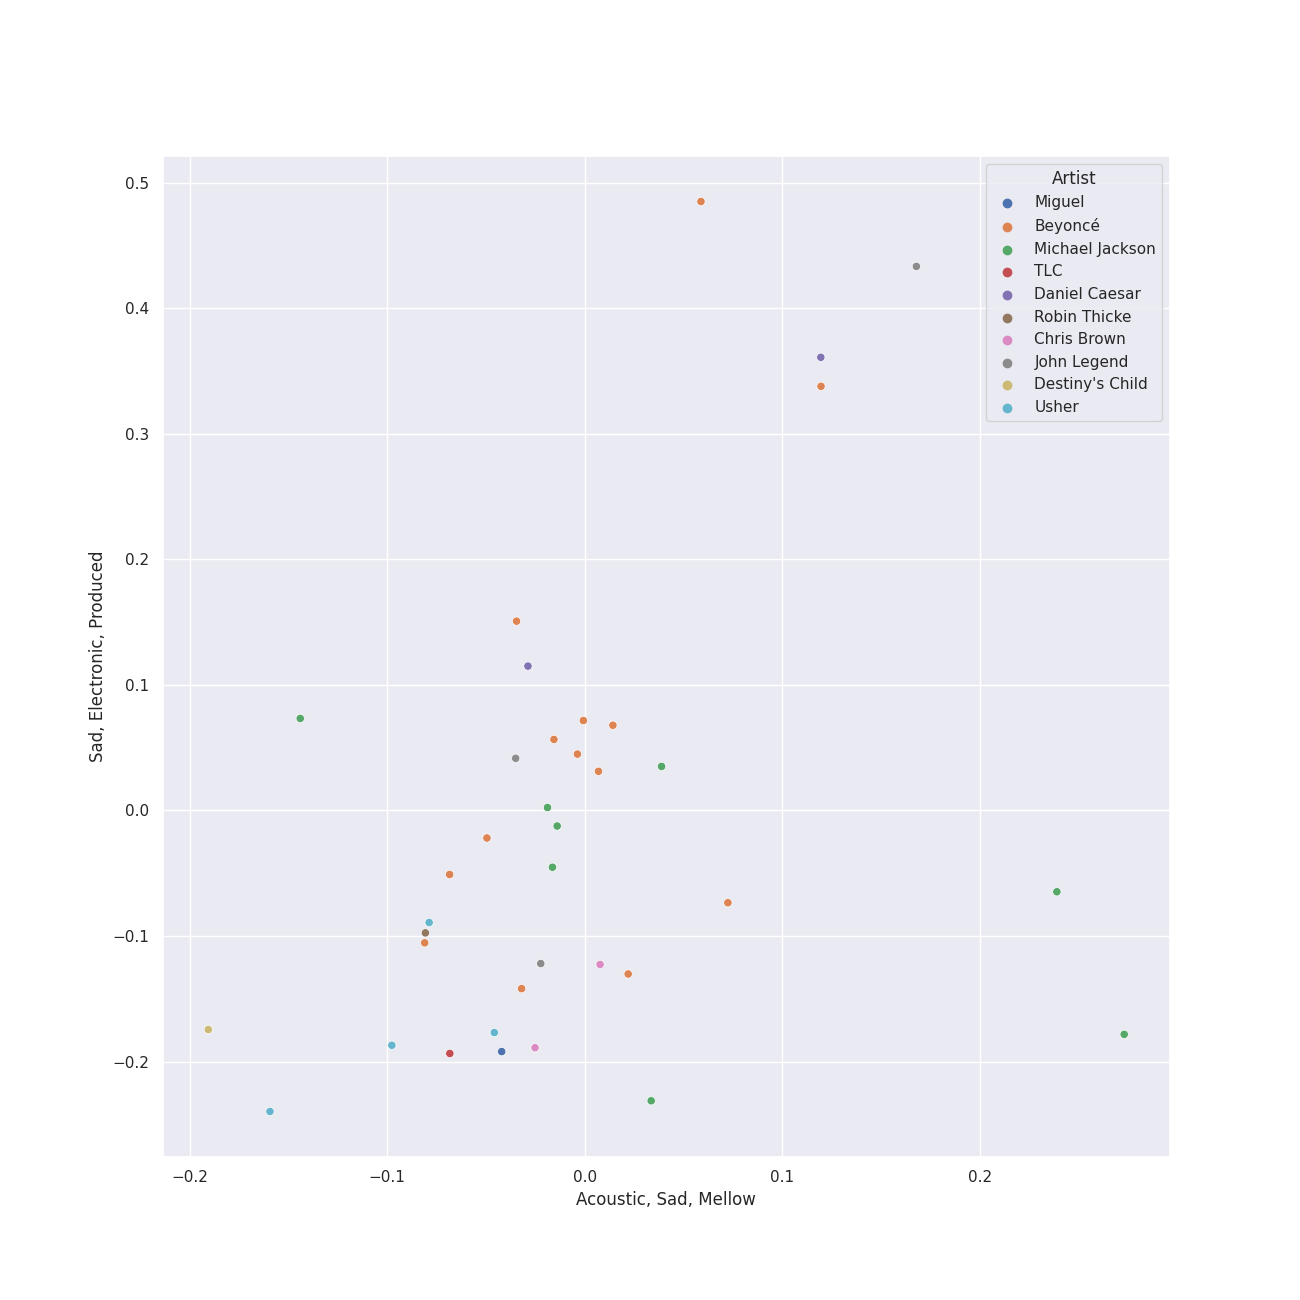 Artist
Miguel
Beyoncé
Michael Jackson
TLC
Daniel Caesar
Robin Thicke
Chris Brown
John Legend
Destiny's Child
Usher
0.5
0.4
0.3
0.2
0.1
0.0
−0.1
−0.2
Sad, Electronic, Produced
−0.2
−0.1
0.0
0.1
0.2
Acoustic, Sad, Mellow